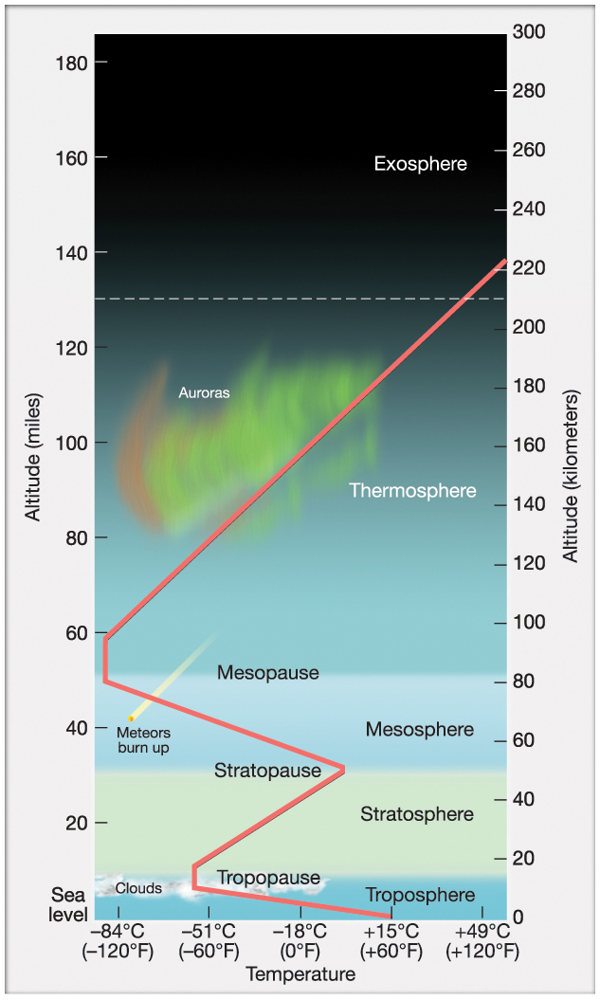 180
160
140
120
100
80
60
40
20
Sea
level
Altitude (miles)
300
280
260
240
220
200
180
160
140
120
100
80
60
40
20
0
Altitude (kilometers)
Exosphere
Auroras
Thermosphere
Mesopause
Mesosphere
Meteors
burn up
Stratopause
Stratosphere
Tropopause
Clouds
Troposphere
–84°C –51°C –18°C +15°C +49°C
(–120°F) (–60°F) (0°F) (+60°F) (+120°F)
Temperature